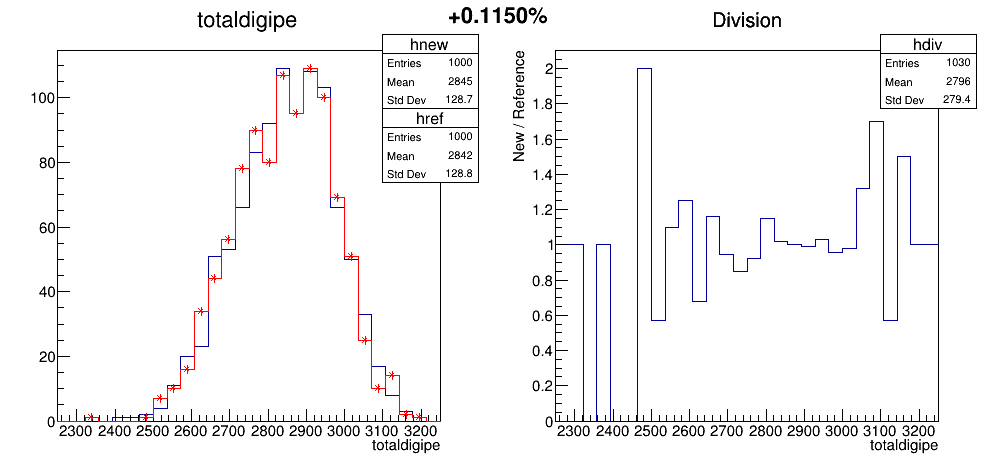 +0.1150%
totaldigipe
hnew
Entries 1000
Mean 2845
Std Dev 128.7
href
Entries 1000
Mean 2842
Std Dev 128.8
100
80
60
40
20
0
2300 2400 2500 2600 2700 2800 2900 3000 3100 3200
totaldigipe
Division
hdiv
Entries 1030
Mean 2796
Std Dev 279.4
New / Reference
2
1.8
1.6
1.4
1.2
1
0.8
0.6
0.4
0.2
0
2300 2400 2500 2600 2700 2800 2900 3000 3100 3200
totaldigipe